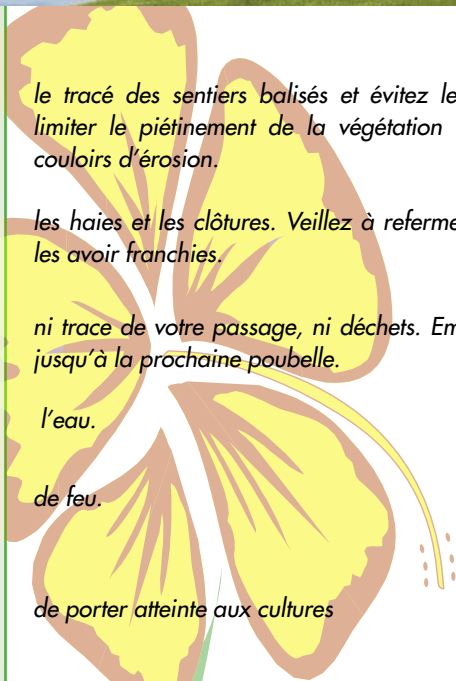 le tracé des sentiers balisés et évitez le
limiter le piétinement de la végétation
couloirs d’érosion.
les haies et les clôtures. Veillez à referme
les avoir franchies.
ni trace de votre passage, ni déchets. Em
jusqu’à la prochaine poubelle.
l’eau.
de feu.
de porter atteinte aux cultures